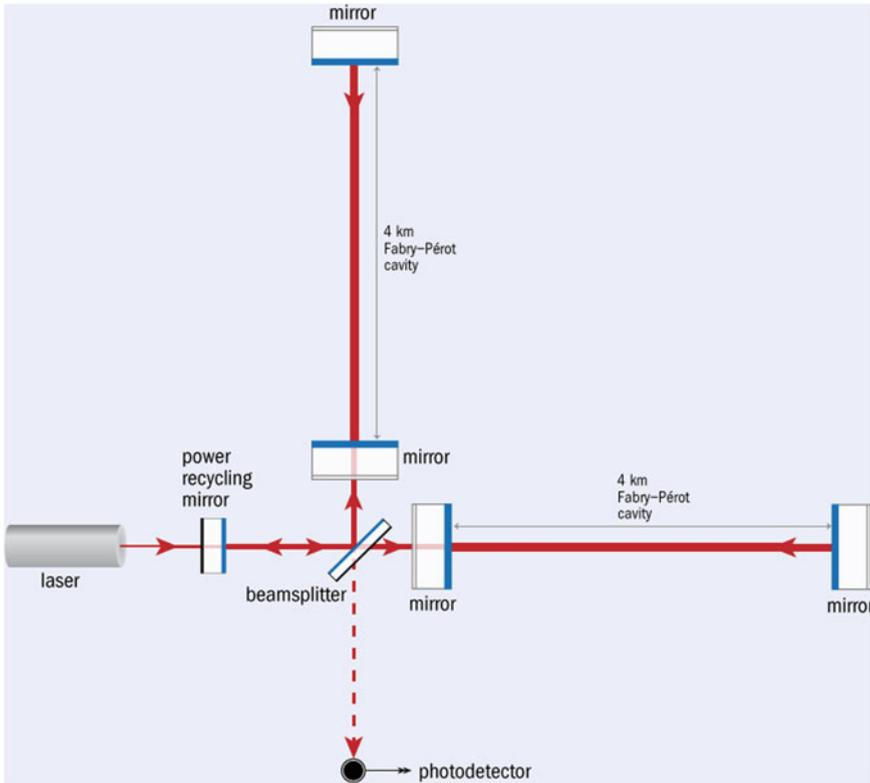 mirror
4 km
Fabry–Pérot
cavity
mirror
power
recycling
mirror
4 km
Fabry–Pérot
cavity
laser
beamsplitter
mirror
mirror
photodetector